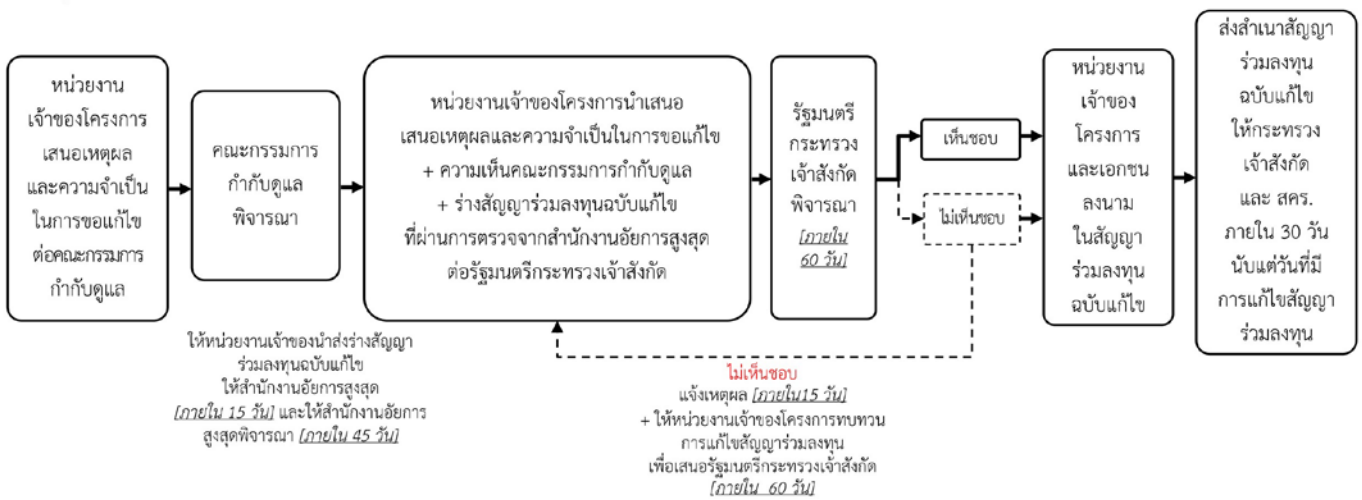 หน่วยงาน
เจ้าของโครงการ
เสนอเหตุผล
และความจำเป็น
ในการขอแก้ไข
ต่อคณะกรรมการ
กำกับดูแล
คณะกรรมการ
กำกับดูแล
พิจารณา
หน่วยงานเจ้าของโครงการนำเสนอ
เสนอเหตุผลและความจำเป็นในการขอแก้ไข
+ ความเห็นคณะกรรมการกำกับดูแล
+ ร่างสัญญาร่วมลงทุนฉบับแก้ไข
ที่ผ่านการตรวจจากสำนักงานอัยการสูงสุด
ต่อรัฐมนตรีกระทรวงเจ้าสังกัด
รัฐมนตรี
กระทรวง
เจ้าสังกัด
พิจารณา
[ภายใน
60 วัน]
เห็นชอบ
ไม่เห็นชอบ
หน่วยงาน
เจ้าของ
โครงการ
และเอกชน
ลงนาม
ในสัญญา
ร่วมลงทุน
ฉบับแก้ไข
ส่งสำเนาสัญญา
ร่วมลงทุน
ฉบับแก้ไข
ให้กระทรวง
เจ้าสังกัด
และ สคร.
ภายใน 30 วัน
นับแต่วันที่มี
การแก้ไขสัญญา
ร่วมลงทุน
ให้หน่วยงานเจ้าของนำส่งร่างสัญญา
ร่วมลงทุนฉบับแก้ไข
ให้สำนักงานอัยการสูงสุด
[ภายใน 15 วัน] และให้สำนักงานอัยการ
สูงสุดพิจารณา [ภายใน 45 วัน]
ไม่เห็นชอบ
แจ้งเหตุผล [ภายใน15 วัน]
+ ให้หน่วยงานเจ้าของโครงการทบทวน
การแก้ไขสัญญาร่วมลงทุน
เพื่อเสนอรัฐมนตรีกระทรวงเจ้าสังกัด
[ภายใน 60 วัน]